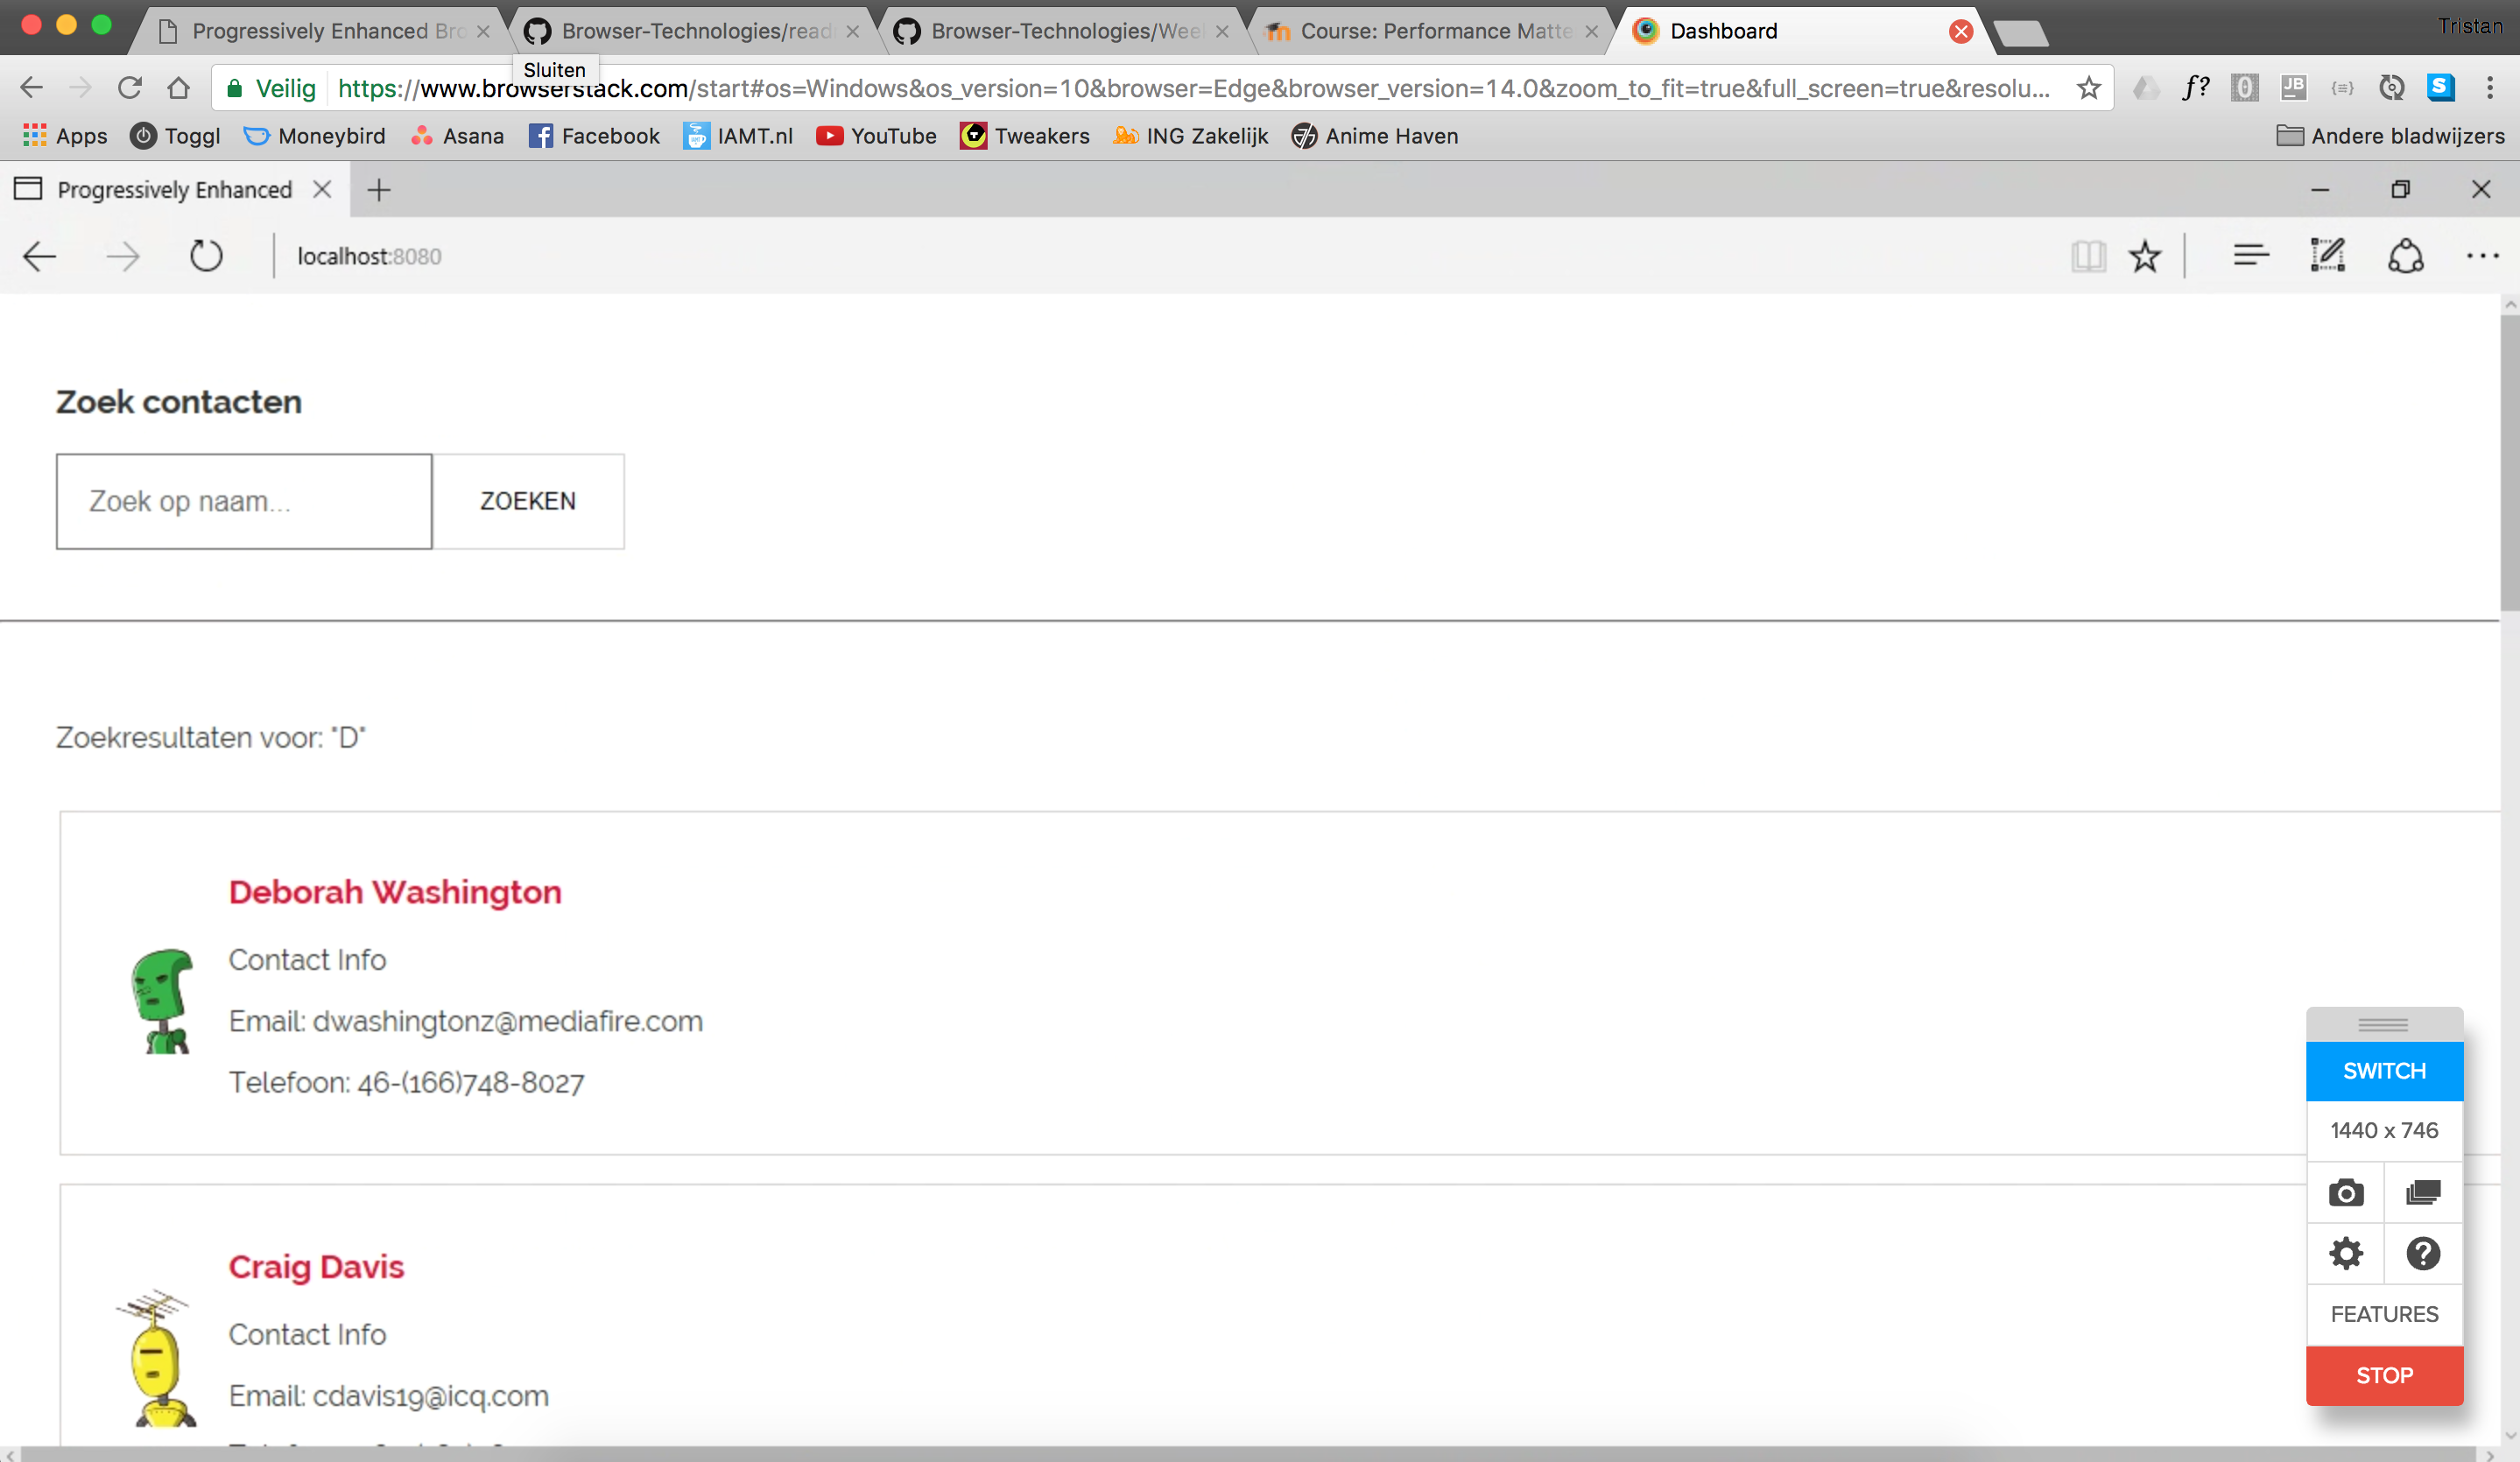 Progressively Enhanced Bro
Browser-Technologies/read
Browser-Technologies/Wee
Course: Performance Matte
Dashboard
Tristan
Sluiten
Veilig
https://www.browserstack.com/start#os=Windows&os_version=10&browser=Edge&browser_version=14.0&zoom_to_fit=true&full_screen=true&resolu...
Apps
Toggl
Moneybird
Asana
Facebook
IAMT.nl
YouTube
Tweakers
ING Zakelijk
Anime Haven
Andere bladwijzers
Progressively Enhanced
localhost:8080
Zoek contacten
Zoek op naam...
ZOEKEN
Zoekresultaten voor: "D"
Deborah Washington
Contact Info
Email: dwashingtonz@mediafire.com
Telefoon: 46-(166)748-8027
Craig Davis
Contact Info
Email: cdavis19@icq.com
SWITCH
1440 x 746
FEATURES
STOP